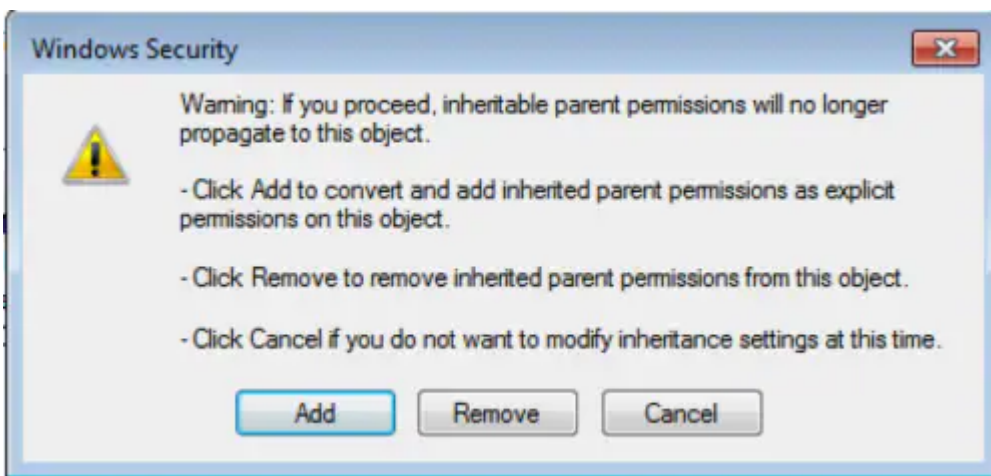 Windows Security
Warning: If you proceed, inheritable parent permissions will no longer
propagate to this object.
- Click Add to convert and add inherited parent permissions as explicit
permissions on this object.
- Click Remove to remove inherited parent permissions from this object.
- Click Cancel if you do not want to modify inheritance settings at this time.
Add Remove Cancel